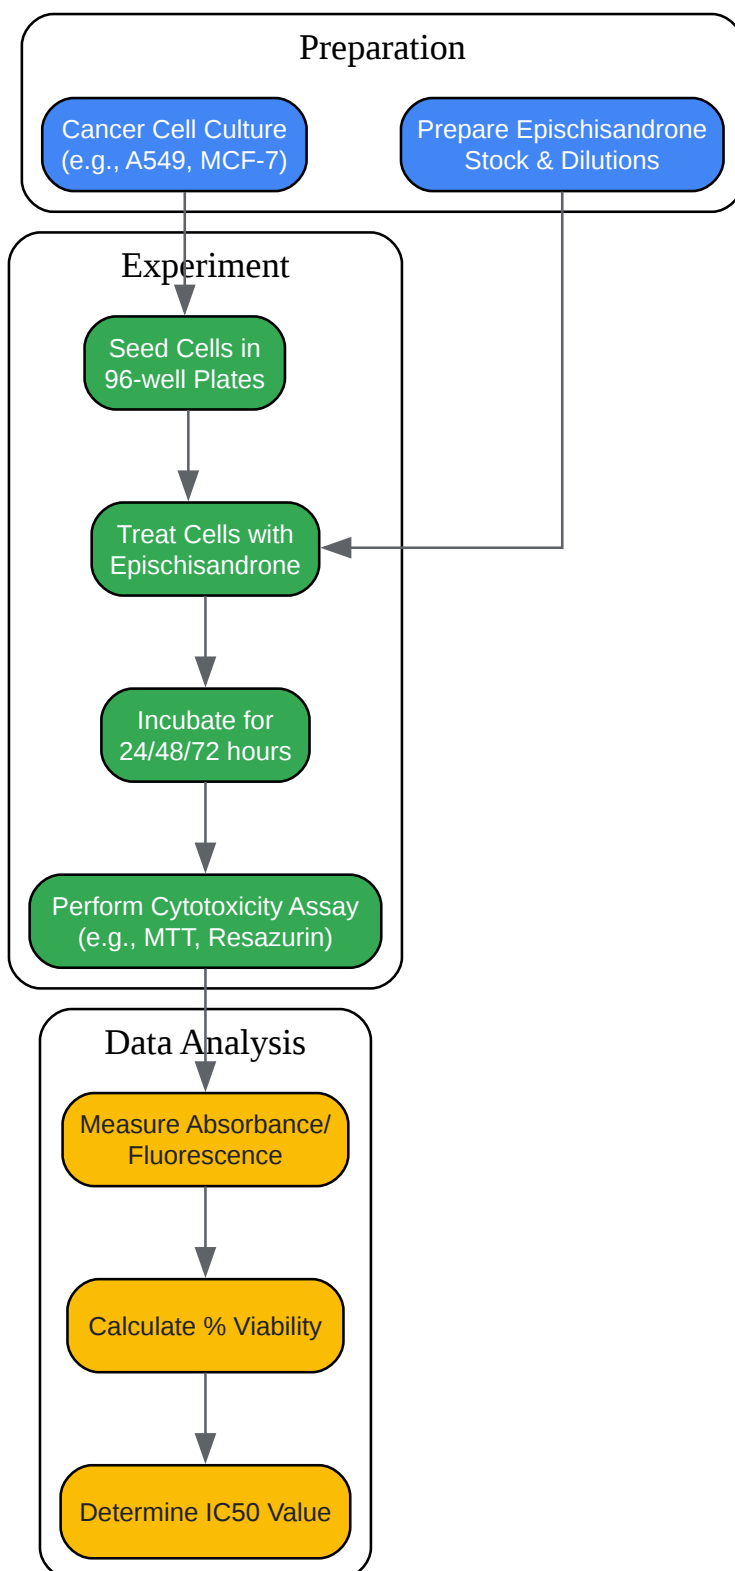 Preparation
Cancer Cell Culture
(e.g., A549, MCF-7)
Prepare Epischisandrone
Stock & Dilutions
Experiment
Seed Cells in
96-well Plates
Treat Cells with
Epischisandrone
Incubate for
24/48/72 hours
Perform Cytotoxicity Assay
(e.g., MTT, Resazurin)
Data Analysis
Measure Absorbance/
Fluorescence
Calculate % Viability
Determine IC50 Value